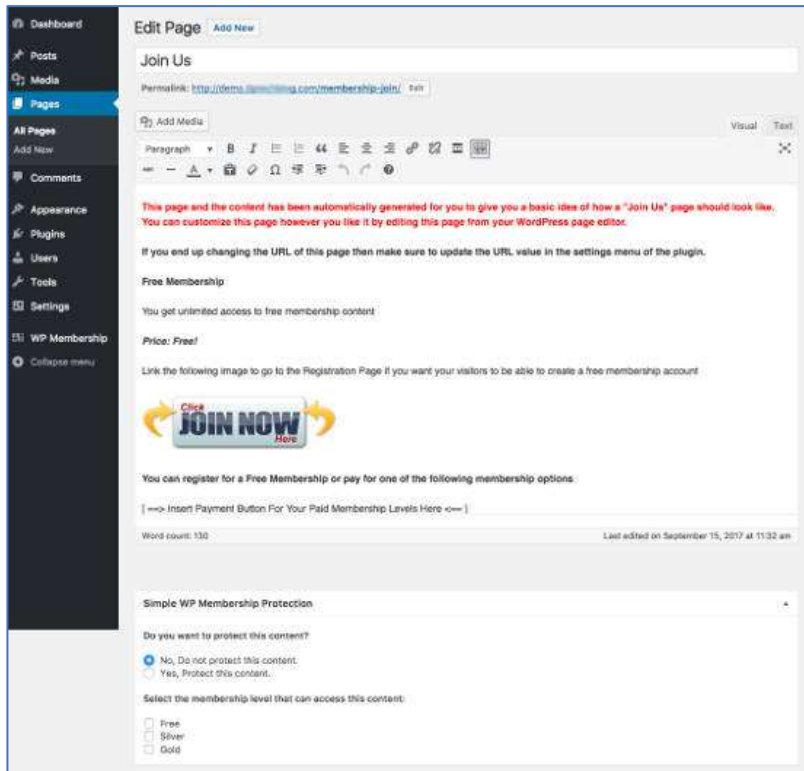 Dashboard
Posts
Media
Pages
All Pages
Add New
Comments
Appearance
Plugins
Users
Tools
Settings
WP Membership
Collapse menu
Edit Page Add New
Join Us
Permalink: http://demo. .com/membership-join/ Edit
Add Media
Visual Text
Paragraph B I
A Ω
This page and the content has been automatically generated for you to give you a basic idea of how a "Join Us" page should look like.
You can customize this page however you like it by editing this page from your WordPress page editor.
If you end up changing the URL of this page then make sure to update the URL value in the settings menu of the plugin.
Free Membership
You get unlimited access to free membership content
Price: Free!
Link the following image to go to the Registration Page if you want your visitors to be able to create a free membership account
Click
JOIN NOW
Here
You can register for a Free Membership or pay for one of the following membership options
[ ==> Insert Payment Button For Your Paid Membership Levels Here <== ]
Word count: 130 Last edited on September 15, 2017 at 11:32 am
Simple WP Membership Protection
Do you want to protect this content?
No, Do not protect this content.
Yes, Protect this content.
Select the membership level that can access this content:
Free
Silver
Gold